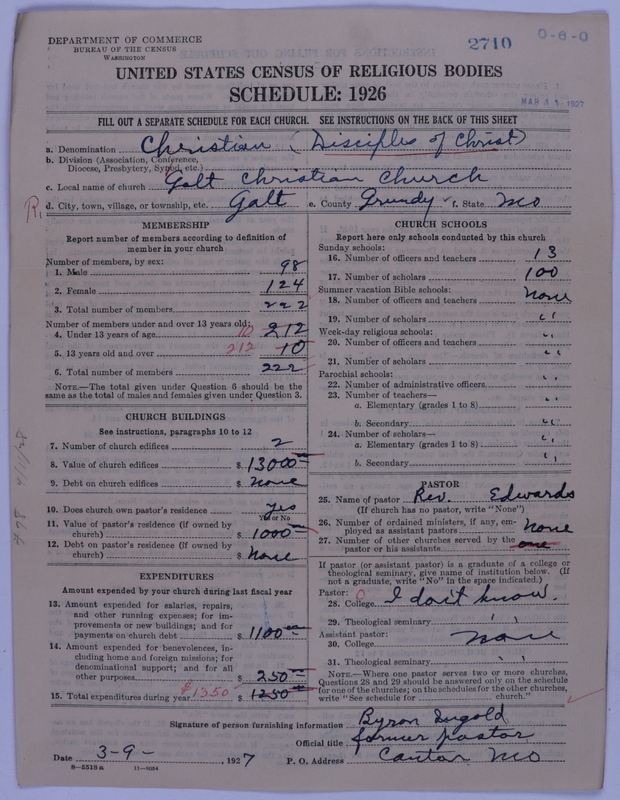 DEPARTMENT OF COMMERCE
BUREAU OF THE CENSUS
WASHINGTON
2710
0-6-0
UNITED STATES CENSUS OF RELIGIOUS BODIES
SCHEDULE: 1926
MAR 11 1927
FILL OUT A SEPARATE SCHEDULE FOR EACH CHURCH. SEE INSTRUCTIONS ON THE BACK OF THIS SHEET
a. Denomination Christian (Disciples of Christ)
b. Division (Association, Conference, Diocese, Presbytery, Synod, etc.)
c. Local name of church Galt Christian Church
R1
d. City, town, village, or township, etc. Galt e. County Grundy f. State Mo
MEMBERSHIP
Report number of members according to definition of
member in your church
Number of members, by sex:
1. Male 98
2. Female 124
3. Total number of members 222
Number of members under and over 13 years old:
4. Under 13 years of age 10 212
5. 13 years old and over 212 10
6. Total number of members 222
NOTE.—The total given under Question 6 should be the
same as the total of males and females given under Question 3.
CHURCH BUILDINGS
See instructions, paragraphs 10 to 12
7. Number of church edifices 2
8. Value of church edifices $ 13000
9. Debt on church edifices $ none
10. Does church own pastor's residence yes
Yes or No
11. Value of pastor's residence (if owned by
church) $ 1000
12. Debt on pastor's residence (if owned by
church) $ None
EXPENDITURES
Amount expended by your church during last fiscal year
13. Amount expended for salaries, repairs,
and other running expenses; for im-
provements or new buildings; and for
payments on church debt $ 1100
14. Amount expended for benevolences, in-
cluding home and foreign missions; for
denominational support; and for all
other purposes $ 250
15. Total expenditures during year $1350 $ 1250
CHURCH SCHOOLS
Report here only schools conducted by this church
Sunday schools:
16. Number of officers and teachers 13
17. Number of scholars 100
Summer vacation Bible schools:
18. Number of officers and teachers none
19. Number of scholars "
Week-day religious schools:
20. Number of officers and teachers "
21. Number of scholars "
Parochial schools:
22. Number of administrative officers "
23. Number of teachers—
a. Elementary (grades 1 to 8) "
b. Secondary "
24. Number of scholars—
a. Elementary (grades 1 to 8) "
b. Secondary "
PASTOR
25. Name of pastor Rev. Edwards
(If church has no pastor, write "None")
26. Number of ordained ministers, if any, em-
ployed as assistant pastors None
27. Number of other churches served by the
pastor or his assistants one
If pastor (or assistant pastor) is a graduate of a college or
theological seminary, give name of institution below. (If
not a graduate, write "No" in the space indicated.)
Pastor: 0
28. College I don't know.
29. Theological seminary "
Assistant pastor:
30. College none
31. Theological seminary "
NOTE.—Where one pastor serves two or more churches,
Questions 28 and 29 should be answered only on the schedule
for one of the churches; on the schedules for the other churches,
write "See schedule for church."
Signature of person furnishing information Byron Ingold
Official title former pastor
Date 3-9-, 1927 P. O. Address Canton Mo
8-5518a 11-9054